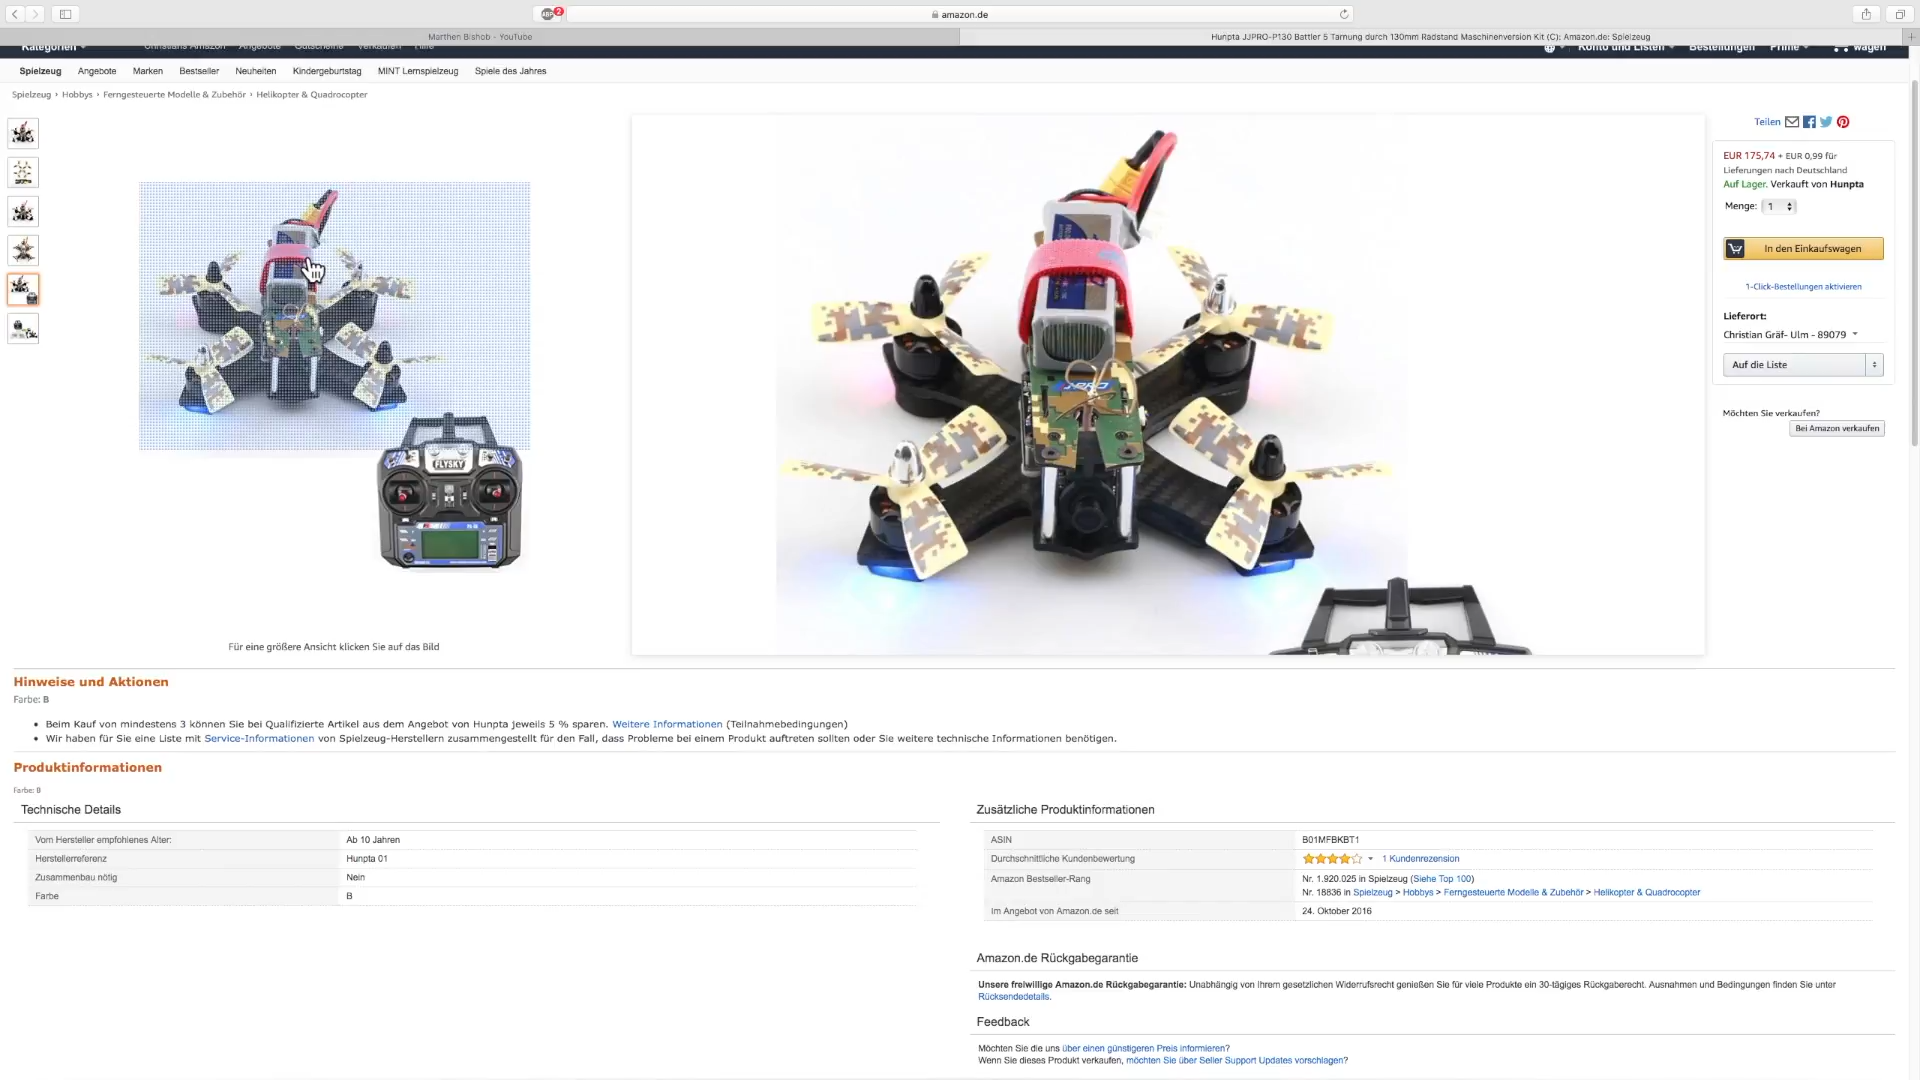 amazon.de
Marthen Bishob - YouTube
Hunpta JJPRO-P130 Battler 5 Tarnung durch 130mm Radstand Maschinenversion Kit (C): Amazon.de: Spielzeug
Kategorien
Christians Amazon Angebote Gutscheine Verkaufen Hilfe
Konto und Listen Bestellungen Prime wagen
Spielzeug Angebote Marken Bestseller Neuheiten Kindergeburtstag MINT Lernspielzeug Spiele des Jahres
Spielzeug › Hobbys › Ferngesteuerte Modelle & Zubehör › Helikopter & Quadrocopter
Teilen
EUR 175,74 + EUR 0,99 für
Lieferungen nach Deutschland
Auf Lager. Verkauft von Hunpta
Menge: 1
In den Einkaufswagen
1-Click-Bestellungen aktivieren
Lieferort:
Christian Gräf- Ulm - 89079
Auf die Liste
Möchten Sie verkaufen?
Bei Amazon verkaufen
FLYSKY
Für eine größere Ansicht klicken Sie auf das Bild
Hinweise und Aktionen
Farbe: B
• Beim Kauf von mindestens 3 können Sie bei Qualifizierte Artikel aus dem Angebot von Hunpta jeweils 5 % sparen. Weitere Informationen (Teilnahmebedingungen)
• Wir haben für Sie eine Liste mit Service-Informationen von Spielzeug-Herstellern zusammengestellt für den Fall, dass Probleme bei einem Produkt auftreten sollten oder Sie weitere technische Informationen benötigen.
Produktinformationen
Farbe: B
Technische Details
Vom Hersteller empfohlenes Alter: Ab 10 Jahren
Herstellerreferenz Hunpta 01
Zusammenbau nötig Nein
Farbe B
Zusätzliche Produktinformationen
ASIN B01MFBKBT1
Durchschnittliche Kundenbewertung 1 Kundenrezension
Amazon Bestseller-Rang Nr. 1.920.025 in Spielzeug (Siehe Top 100)
Nr. 18836 in Spielzeug > Hobbys > Ferngesteuerte Modelle & Zubehör > Helikopter & Quadrocopter
Im Angebot von Amazon.de seit 24. Oktober 2016
Amazon.de Rückgabegarantie
Unsere freiwillige Amazon.de Rückgabegarantie: Unabhängig von Ihrem gesetzlichen Widerrufsrecht genießen Sie für viele Produkte ein 30-tägiges Rückgaberecht. Ausnahmen und Bedingungen finden Sie unter
Rücksendedetails.
Feedback
Möchten Sie die uns über einen günstigeren Preis informieren?
Wenn Sie dieses Produkt verkaufen, möchten Sie über Seller Support Updates vorschlagen?